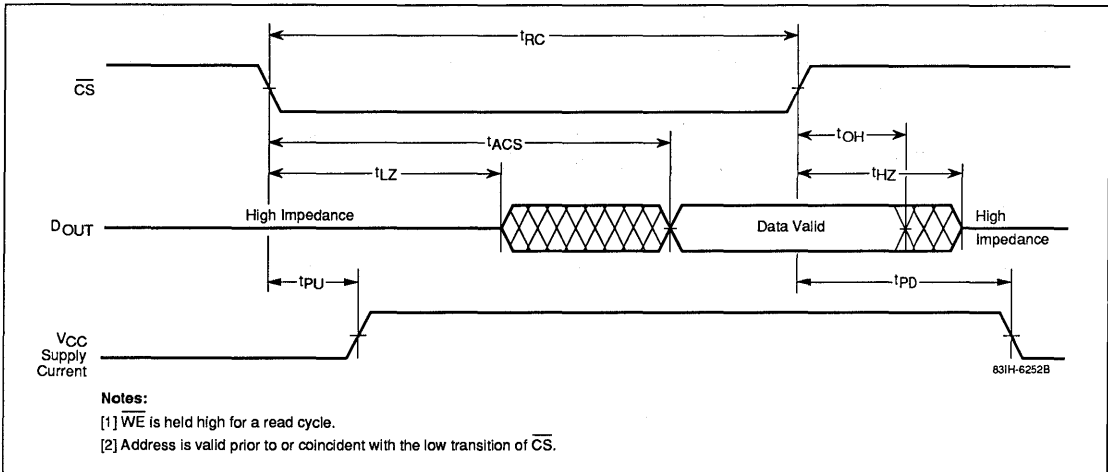 tRC
CS
tACS
tOH
tLZ
tHZ
DOUT
High Impedance
Data Valid
High
Impedance
tPU
tPD
VCC
Supply
Current
83IH-6252B
Notes:
[1] WE is held high for a read cycle.
[2] Address is valid prior to or coincident with the low transition of CS.